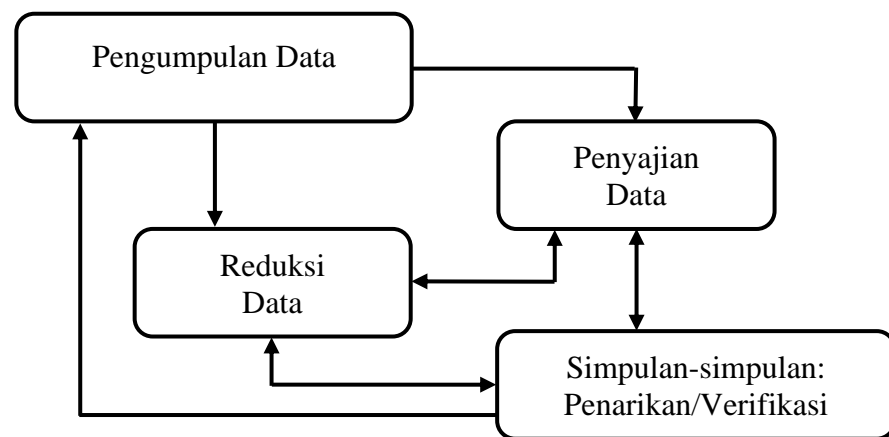 Pengumpulan Data
Penyajian
Data
Reduksi
Data
Simpulan-simpulan:
Penarikan/Verifikasi